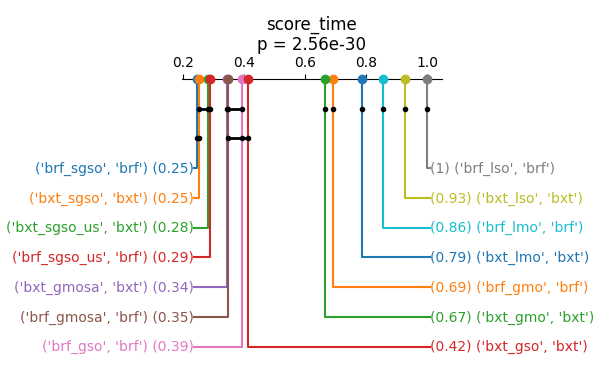 score_time
p = 2.56e-30
0.2 0.4 0.6 0.8 1.0
('brf_sgso', 'brf') (0.25) (1) ('brf_lso', 'brf')
('bxt_sgso', 'bxt') (0.25) (0.93) ('bxt_lso', 'bxt')
('bxt_sgso_us', 'bxt') (0.28) (0.86) ('brf_lmo', 'brf')
('brf_sgso_us', 'brf') (0.29) (0.79) ('bxt_lmo', 'bxt')
('bxt_gmosa', 'bxt') (0.34) (0.69) ('brf_gmo', 'brf')
('brf_gmosa', 'brf') (0.35) (0.67) ('bxt_gmo', 'bxt')
('brf_gso', 'brf') (0.39) (0.42) ('bxt_gso', 'bxt')